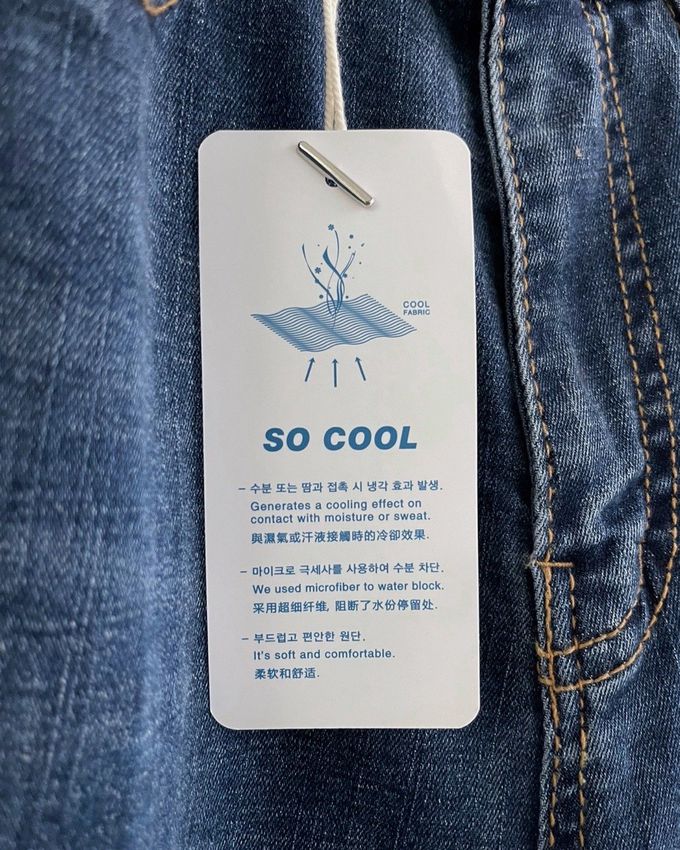 COOL
FABRIC
SO COOL
– 수분 또는 땀과 접촉 시 냉각 효과 발생.
Generates a cooling effect on
contact with moisture or sweat.
與濕氣或汗液接觸時的冷卻效果.
– 마이크로 극세사를 사용하여 수분 차단.
We used microfiber to water block.
采用超细纤维, 阻断了水份停留处.
– 부드럽고 편안한 원단.
It's soft and comfortable.
柔软和舒适.